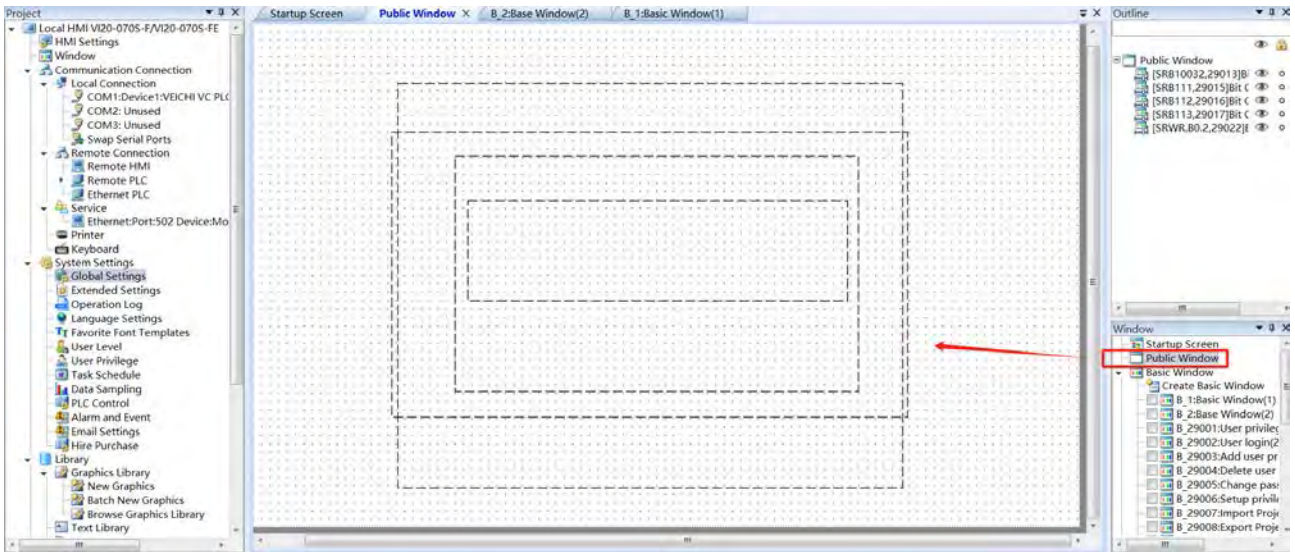 Project
Local HMI VI20-070S-F/VI20-070S-FE
HMI Settings
Window
Communication Connection
Local Connection
COM1:Device1:VEICHI VC PLC
COM2: Unused
COM3: Unused
Swap Serial Ports
Remote Connection
Remote HMI
Remote PLC
Ethernet PLC
Service
Ethernet:Port:502 Device:Mo
Printer
Keyboard
System Settings
Global Settings
Extended Settings
Operation Log
Language Settings
Favorite Font Templates
User Level
User Privilege
Task Schedule
Data Sampling
PLC Control
Alarm and Event
Email Settings
Hire Purchase
Library
Graphics Library
New Graphics
Batch New Graphics
Browse Graphics Library
Text Library
Startup Screen Public Window X B_2:Base Window(2) B_1:Basic Window(1)
Outline
Public Window
[SRB10032,29013]B
[SRB111,29015]Bit C
[SRB112,29016]Bit C
[SRB113,29017]Bit C
[SRWR.B0.2,29022]
Window
Startup Screen
Public Window
Basic Window
Create Basic Window
B_1:Basic Window(1)
B_2:Base Window(2)
B_29001:User privileg
B_29002:User login(2
B_29003:Add user pr
B_29004:Delete user
B_29005:Change pas
B_29006:Setup privil
B_29007:Import Proje
B_29008:Export Proje